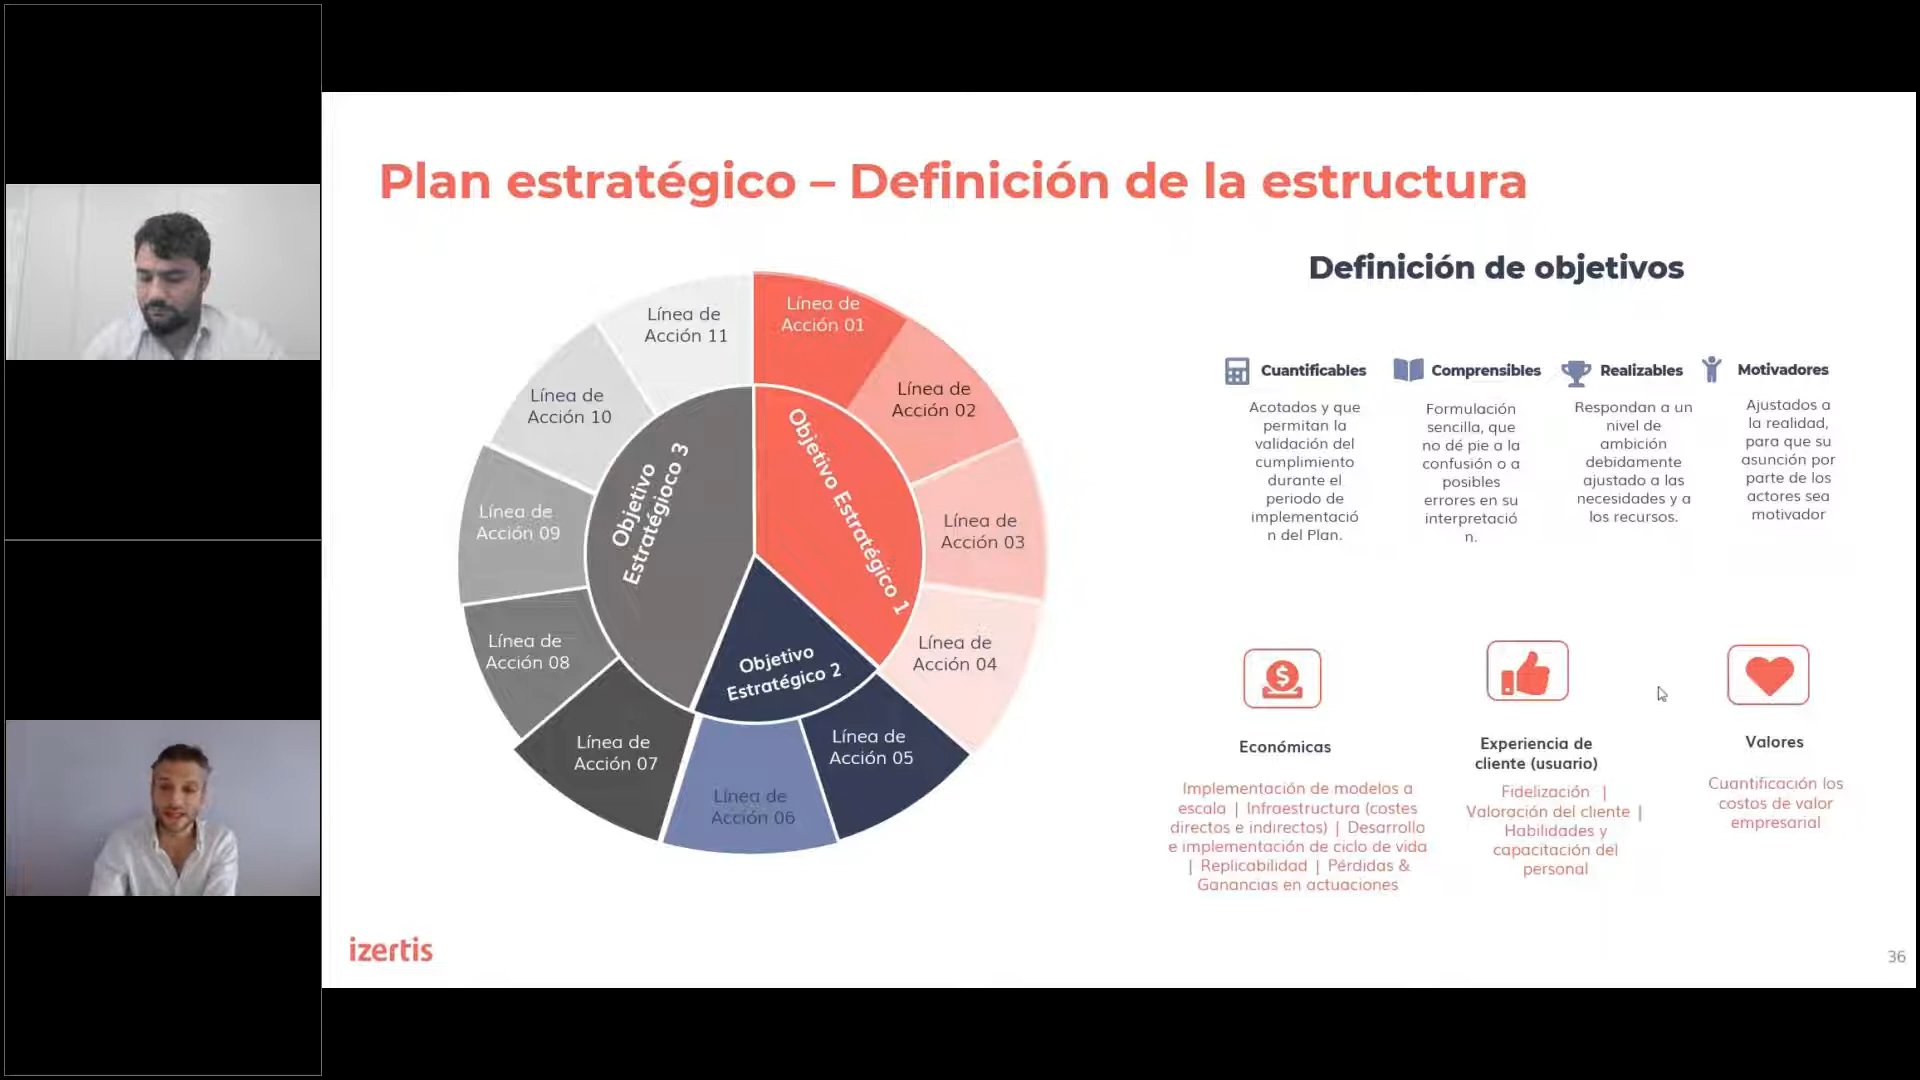 Plan estratégico – Definición de la estructura
Línea de
Acción 01
Línea de
Acción 02
Línea de
Acción 03
Línea de
Acción 04
Línea de
Acción 05
Línea de
Acción 06
Línea de
Acción 07
Línea de
Acción 08
Línea de
Acción 09
Línea de
Acción 10
Línea de
Acción 11
Objetivo Estratégico 1
Objetivo
Estratégico 2
Objetivo
Estratégioco 3
Definición de objetivos
Cuantificables
Acotados y que
permitan la
validación del
cumplimiento
durante el
periodo de
implementació
n del Plan.
Comprensibles
Formulación
sencilla, que
no dé pie a la
confusión o a
posibles
errores en su
interpretació
n.
Realizables
Respondan a un
nivel de
ambición
debidamente
ajustado a las
necesidades y a
los recursos.
Motivadores
Ajustados a
la realidad,
para que su
asunción por
parte de los
actores sea
motivador
Económicas
Implementación de modelos a
escala | Infraestructura (costes
directos e indirectos) | Desarrollo
e implementación de ciclo de vida
| Replicabilidad | Pérdidas &
Ganancias en actuaciones
Experiencia de
cliente (usuario)
Fidelización |
Valoración del cliente |
Habilidades y
capacitación del
personal
Valores
Cuantificación los
costos de valor
empresarial
izertis
36